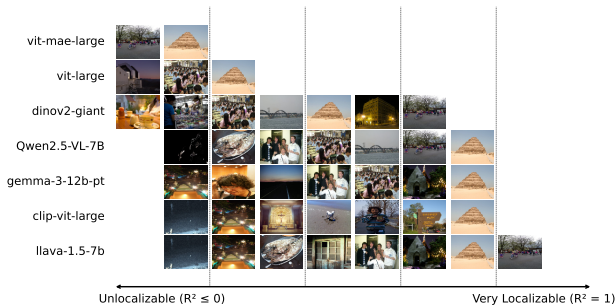 vit-mae-large
vit-large
dinov2-giant
Qwen2.5-VL-7B
gemma-3-12b-pt
clip-vit-large
llava-1.5-7b
Unlocalizable (R² ≤ 0)
Very Localizable (R² = 1)